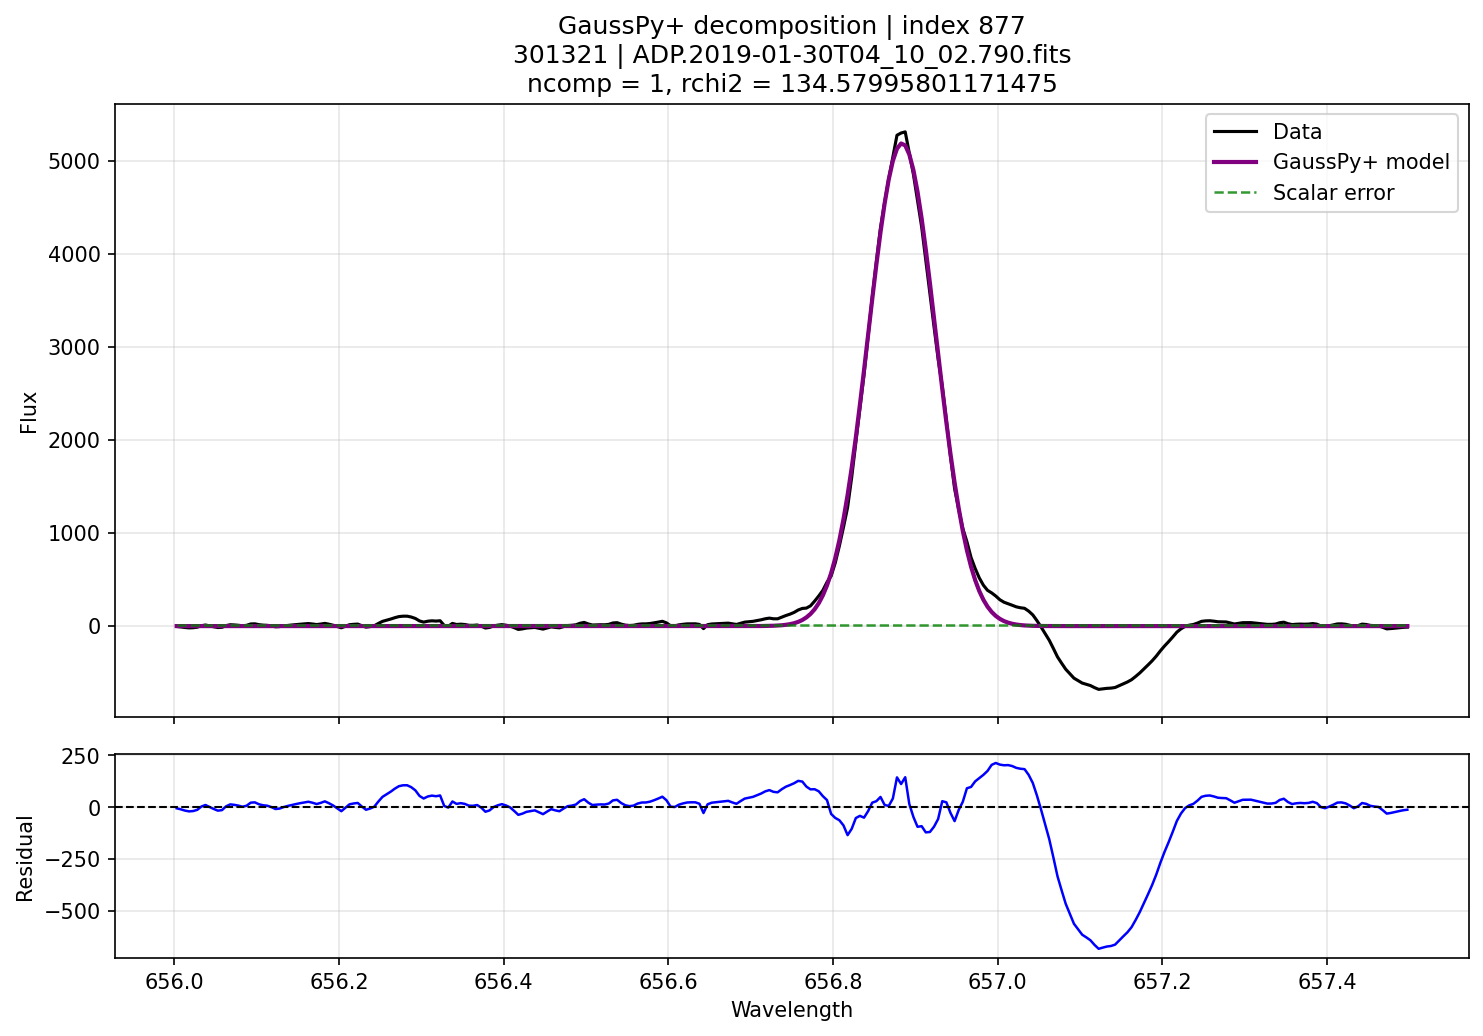 GaussPy+ decomposition | index 877
301321 | ADP.2019-01-30T04_10_02.790.fits
ncomp = 1, rchi2 = 134.57995801171475
Data
GaussPy+ model
Scalar error
5000
4000
3000
2000
1000
0
Flux
250
0
−250
−500
Residual
656.0 656.2 656.4 656.6 656.8 657.0 657.2 657.4
Wavelength